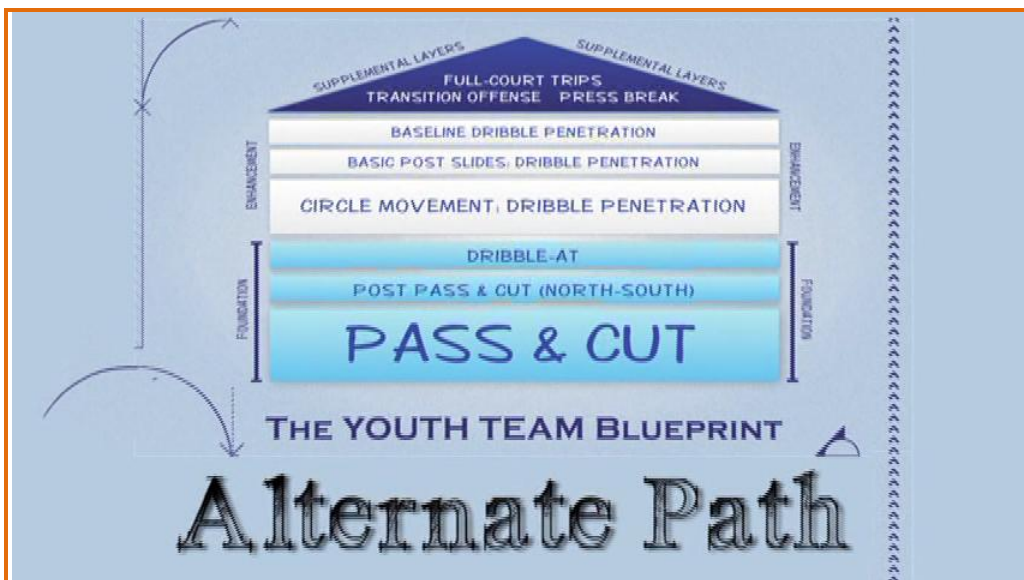 SUPPLEMENTAL LAYERS
SUPPLEMENTAL LAYERS
FULL-COURT TRIPS
TRANSITION OFFENSE PRESS BREAK
BASELINE DRIBBLE PENETRATION
BASIC POST SLIDES: DRIBBLE PENETRATION
CIRCLE MOVEMENT: DRIBBLE PENETRATION
ENHANCEMENT
ENHANCEMENT
DRIBBLE-AT
POST PASS & CUT (NORTH-SOUTH)
PASS & CUT
FOUNDATION
FOUNDATION
THE YOUTH TEAM BLUEPRINT
Alternate Path